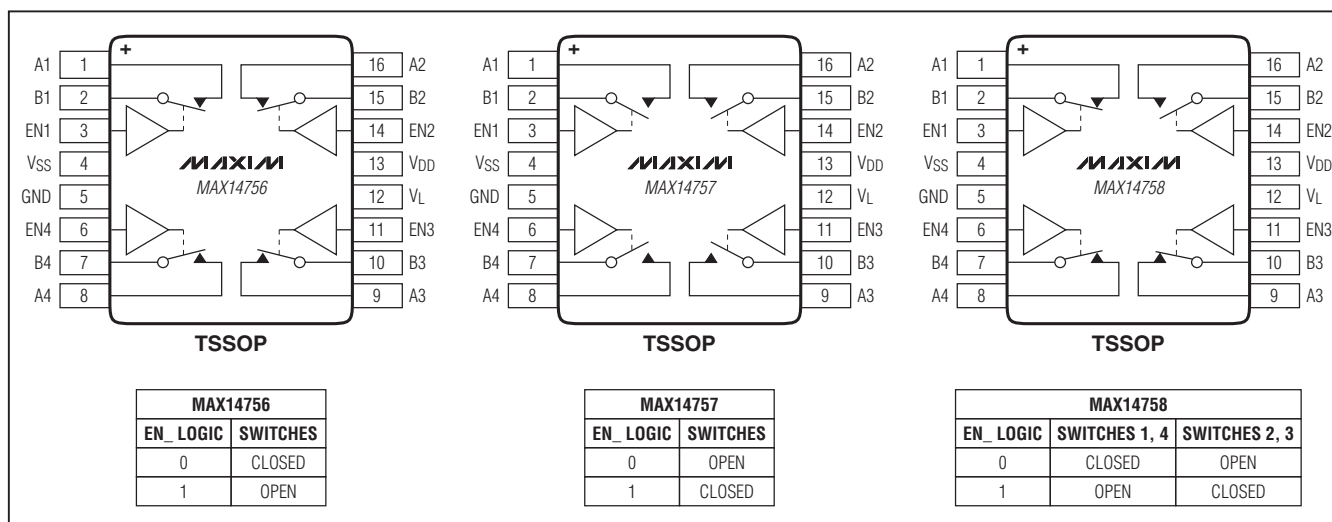 +
A1 1 16 A2
B1 2 15 B2
EN1 3 14 EN2
VSS 4 13 VDD
GND 5 12 VL
EN4 6 11 EN3
B4 7 10 B3
A4 8 9 A3
MAXIM
MAX14756
TSSOP
+
A1 1 16 A2
B1 2 15 B2
EN1 3 14 EN2
VSS 4 13 VDD
GND 5 12 VL
EN4 6 11 EN3
B4 7 10 B3
A4 8 9 A3
MAXIM
MAX14757
TSSOP
+
A1 1 16 A2
B1 2 15 B2
EN1 3 14 EN2
VSS 4 13 VDD
GND 5 12 VL
EN4 6 11 EN3
B4 7 10 B3
A4 8 9 A3
MAXIM
MAX14758
TSSOP
MAX14756
EN_ LOGIC SWITCHES
0 CLOSED
1 OPEN
MAX14757
EN_ LOGIC SWITCHES
0 OPEN
1 CLOSED
MAX14758
EN_ LOGIC SWITCHES 1, 4 SWITCHES 2, 3
0 CLOSED OPEN
1 OPEN CLOSED